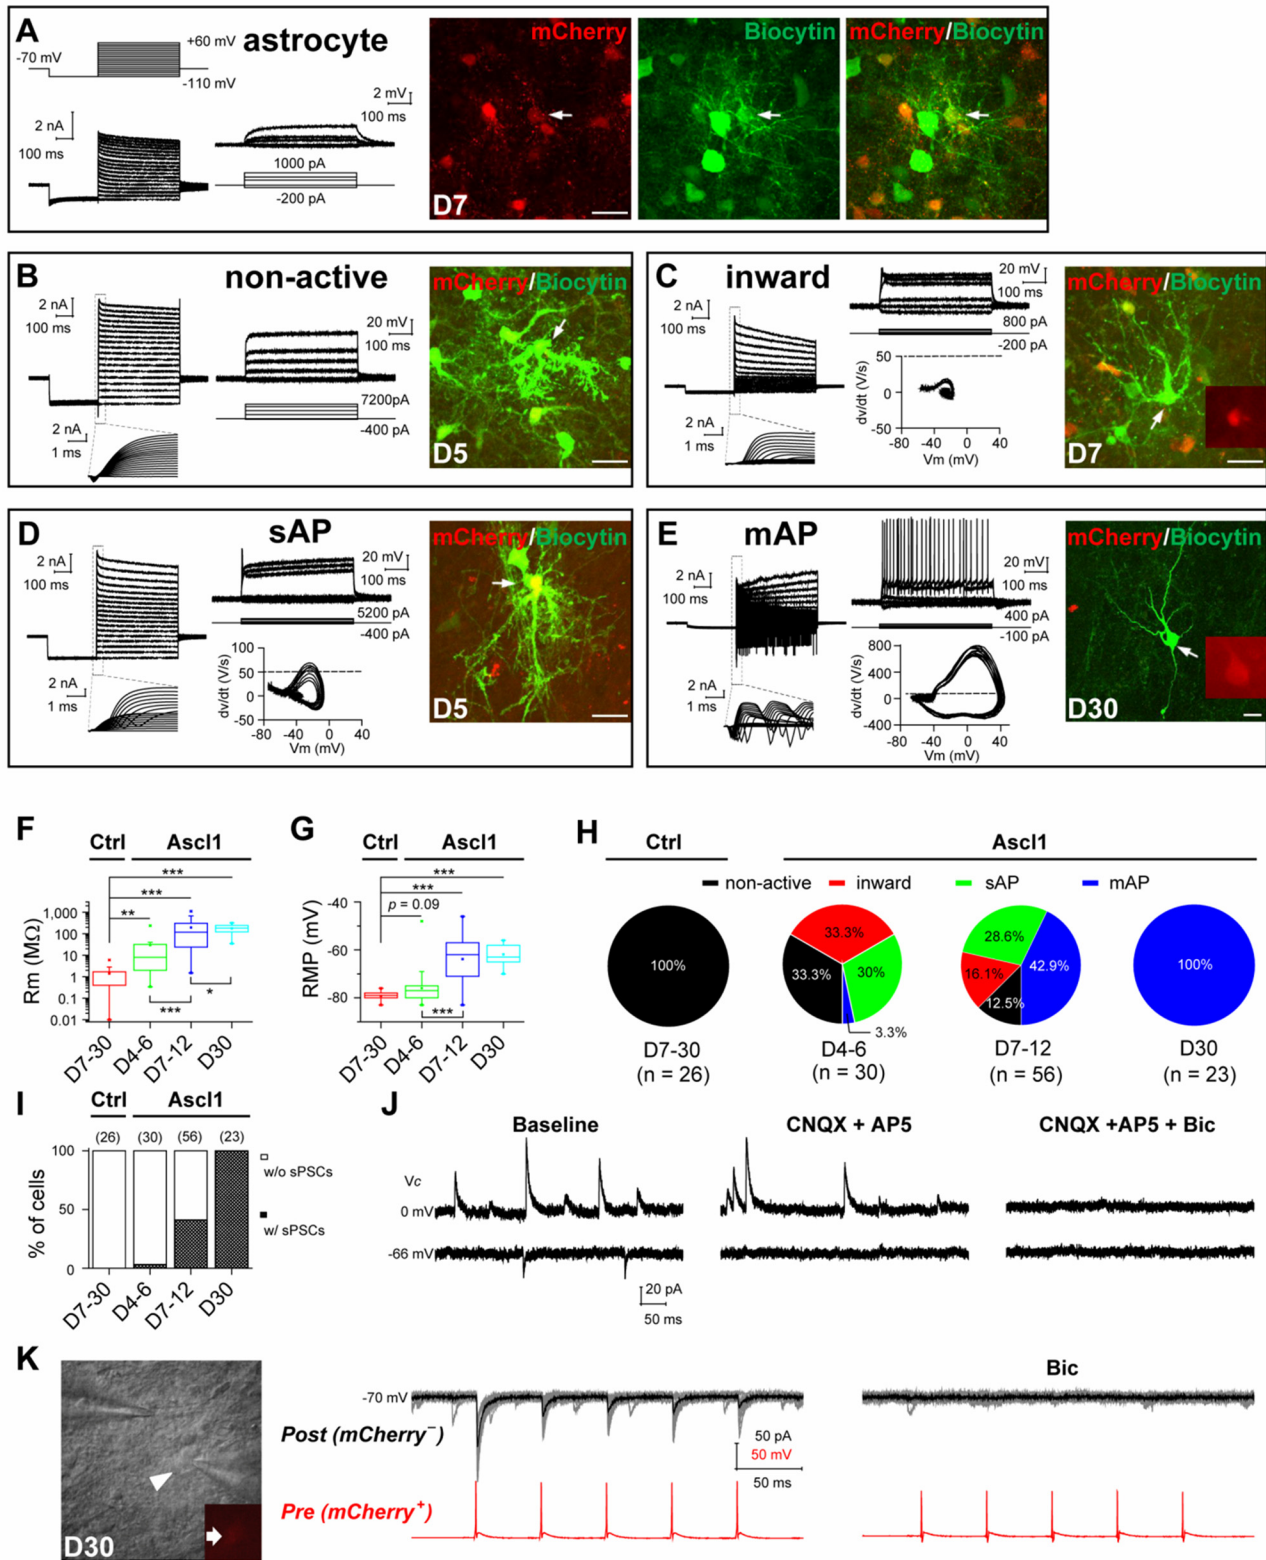 A
astrocyte
-70 mV
+60 mV
-110 mV
2 nA
100 ms
2 mV
100 ms
1000 pA
-200 pA
mCherry
Biocytin
mCherry/Biocytin
D7
B
non-active
2 nA
100 ms
20 mV
100 ms
7200pA
-400 pA
2 nA
1 ms
mCherry/Biocytin
D5
C
inward
2 nA
100 ms
20 mV
100 ms
800 pA
-200 pA
2 nA
1 ms
dv/dt (V/s)
50
0
-50
-80 -40 0 40
Vm (mV)
mCherry/Biocytin
D7
D
sAP
2 nA
100 ms
20 mV
100 ms
5200 pA
-400 pA
2 nA
1 ms
dv/dt (V/s)
100
50
0
-50
-80 -40 0 40
Vm (mV)
mCherry/Biocytin
D5
E
mAP
2 nA
100 ms
20 mV
100 ms
400 pA
-100 pA
2 nA
1 ms
dv/dt (V/s)
800
400
0
-400
-80 -40 0 40
Vm (mV)
mCherry/Biocytin
D30
F
Ctrl Ascl1
***
***
**
*
***
Rm (MΩ)
1,000
100
10
1
0.1
0.01
D7-30 D4-6 D7-12 D30
G
Ctrl Ascl1
***
***
p = 0.09
***
RMP (mV)
-40
-60
-80
D7-30 D4-6 D7-12 D30
H
Ctrl Ascl1
non-active inward sAP mAP
100%
33.3%
33.3%
30%
3.3%
28.6%
16.1%
42.9%
12.5%
100%
D7-30 D4-6 D7-12 D30
(n = 26) (n = 30) (n = 56) (n = 23)
I
Ctrl Ascl1
(26) (30) (56) (23)
% of cells
100
50
0
w/o sPSCs
w/ sPSCs
D7-30 D4-6 D7-12 D30
J
Baseline CNQX + AP5 CNQX +AP5 + Bic
Vc
0 mV
-66 mV
20 pA
50 ms
K
D30
Bic
-70 mV
Post (mCherry⁻)
50 pA
50 mV
50 ms
Pre (mCherry⁺)